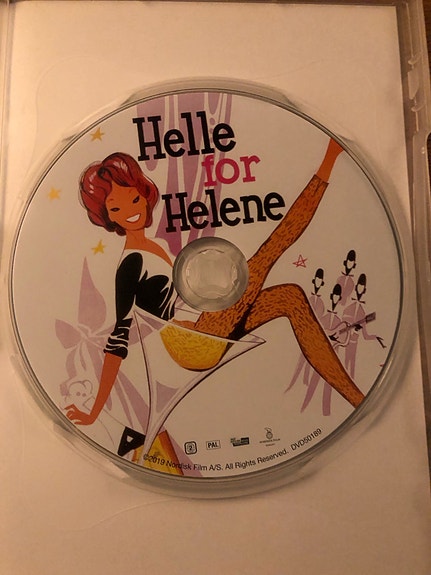 Helle
for
Helene
2 PAL
©2019 Nordisk Film A/S. All Rights Reserved. DVD50189